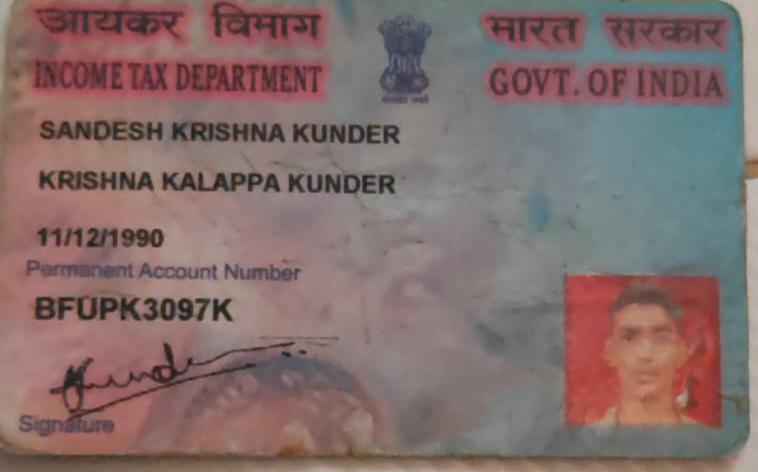 आयकर विभाग
भारत सरकार
INCOME TAX DEPARTMENT
GOVT. OF INDIA
SANDESH KRISHNA KUNDER
KRISHNA KALAPPA KUNDER
11/12/1990
Permanent Account Number
BFUPK3097K
Kunder
Signature